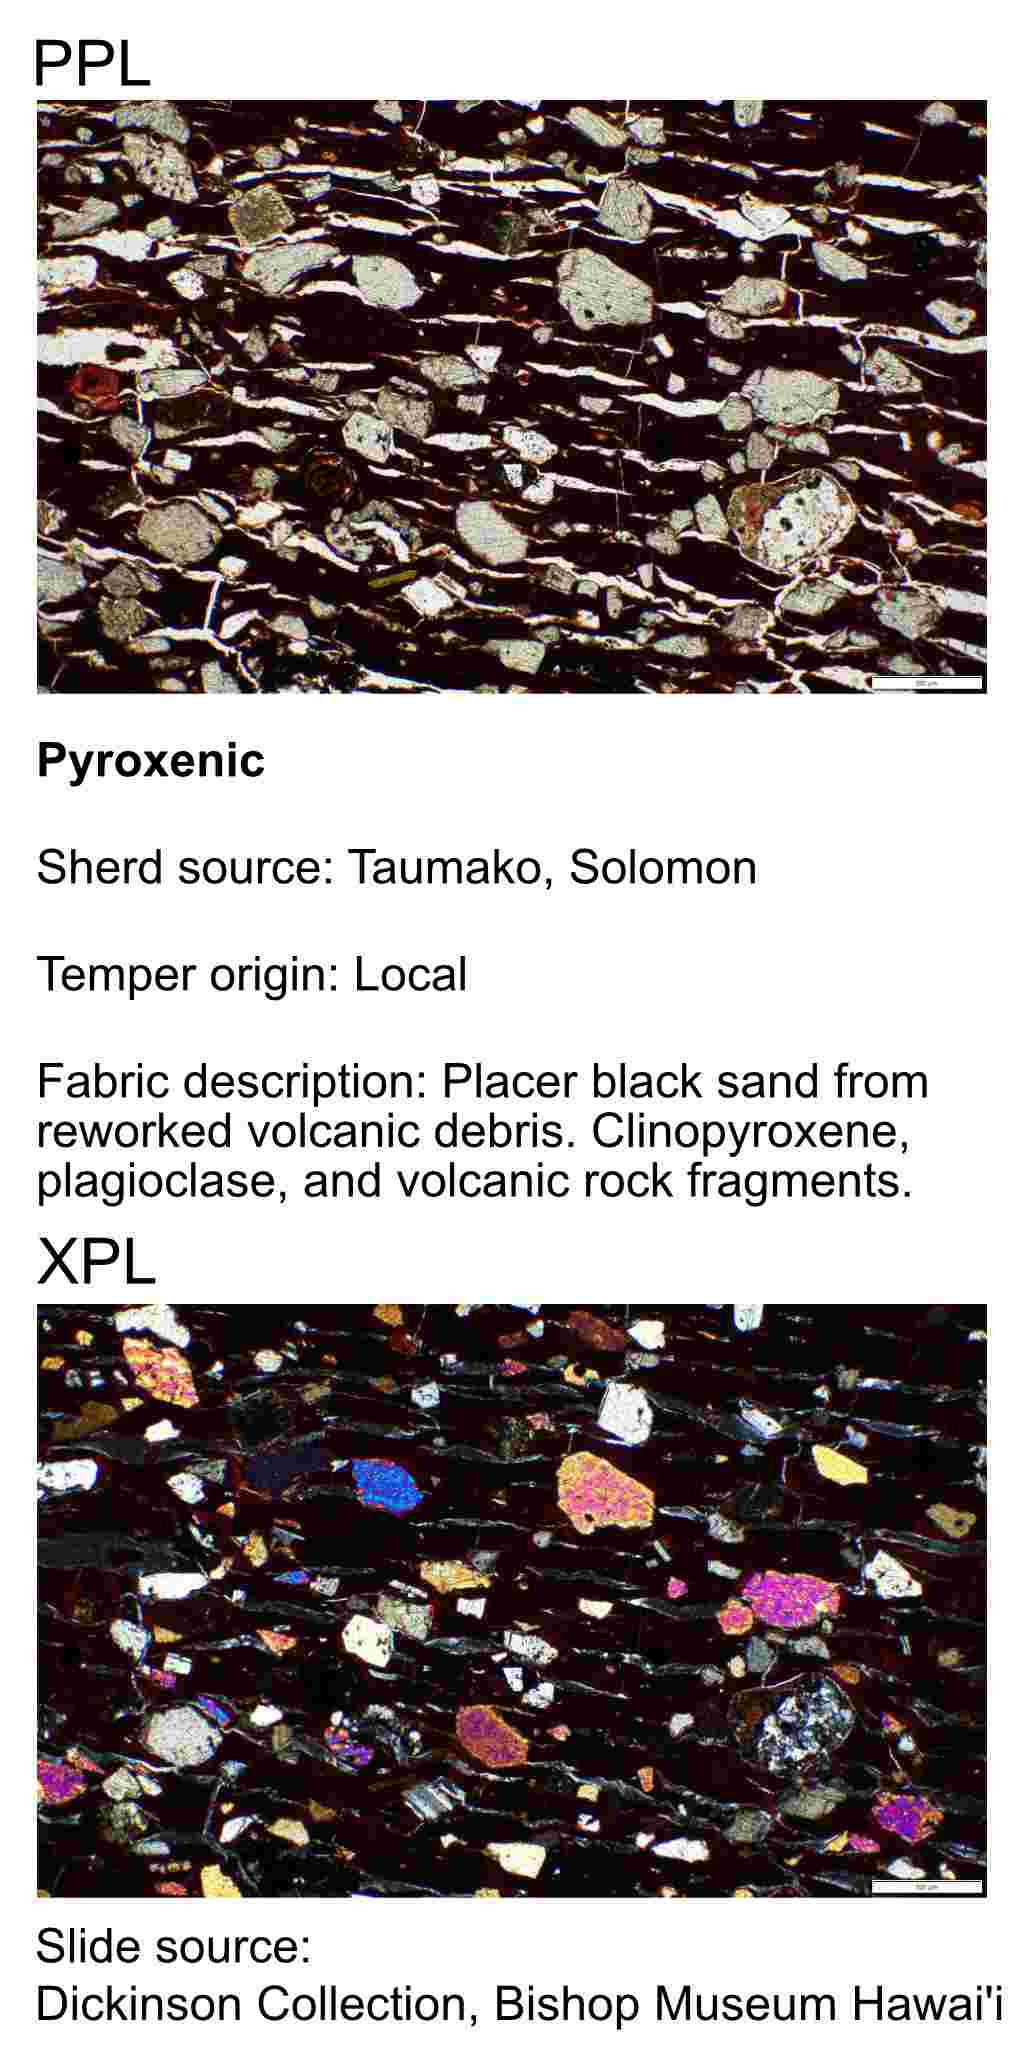 PPL
Pyroxenic
Sherd source: Taumako, Solomon
Temper origin: Local
Fabric description: Placer black sand from
reworked volcanic debris. Clinopyroxene,
plagioclase, and volcanic rock fragments.
XPL
Slide source:
Dickinson Collection, Bishop Museum Hawai'i